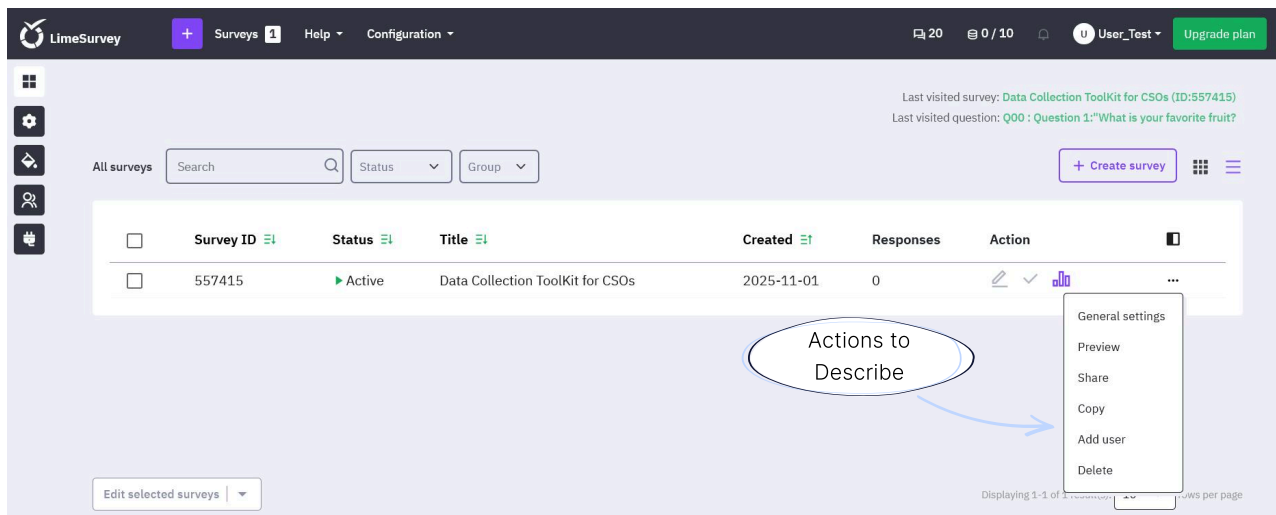 LimeSurvey + Surveys 1 Help Configuration 20 0 / 10 U User_Test Upgrade plan
Last visited survey: Data Collection ToolKit for CSOs (ID:557415)
Last visited question: Q00 : Question 1:"What is your favorite fruit?
All surveys Search Status Group + Create survey
Survey ID Status Title Created Responses Action
557415 Active Data Collection ToolKit for CSOs 2025-11-01 0 ...
General settings
Preview
Share
Copy
Add user
Delete
Actions to
Describe
Edit selected surveys Displaying 1-1 of 1 rows per page